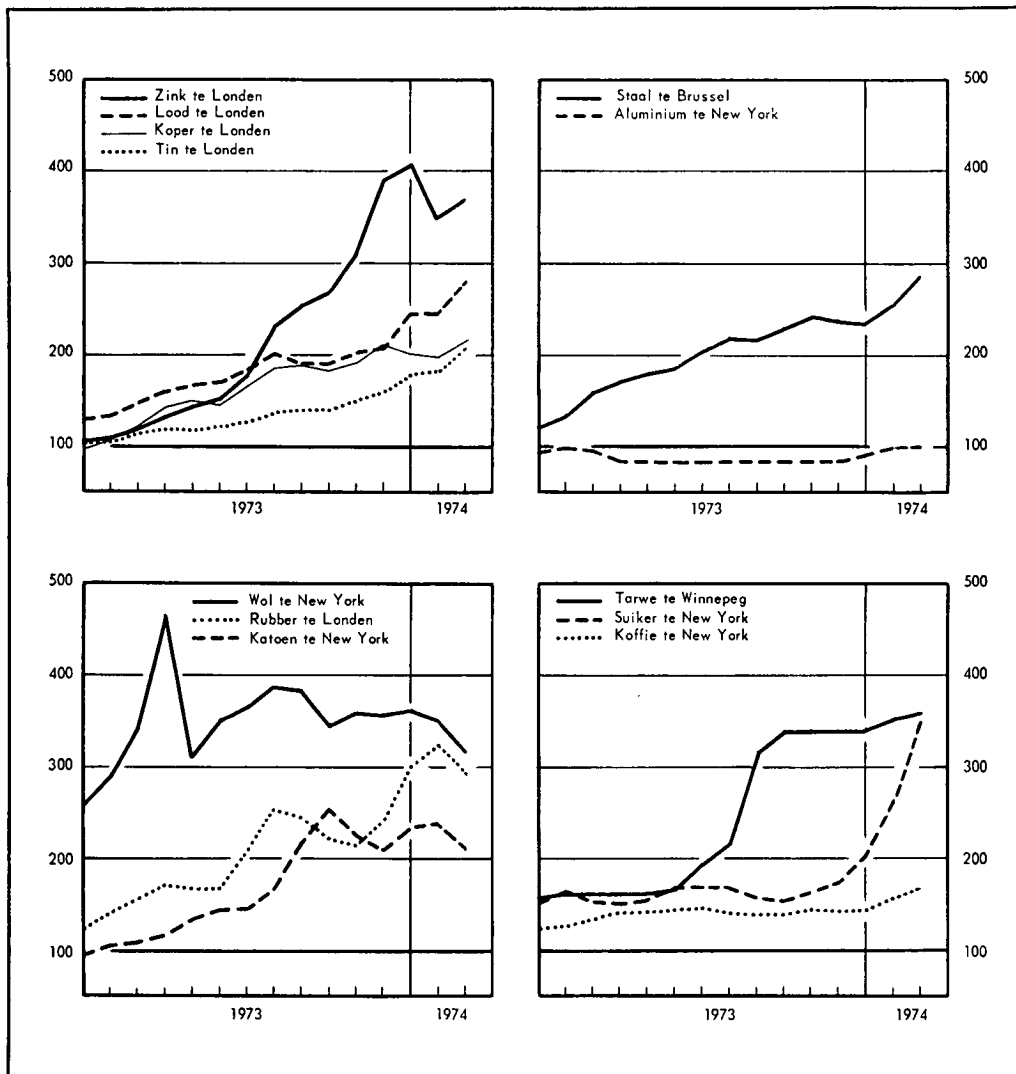 500
400
300
200
100
Zink te Londen
Lood te Londen
Koper te Londen
Tin te Londen
1973
1974
Staal te Brussel
Aluminium te New York
500
400
300
200
100
1973
1974
500
400
300
200
100
Wol te New York
Rubber te Londen
Katoen te New York
1973
1974
Tarwe te Winnepeg
Suiker te New York
Koffie te New York
500
400
300
200
100
1973
1974